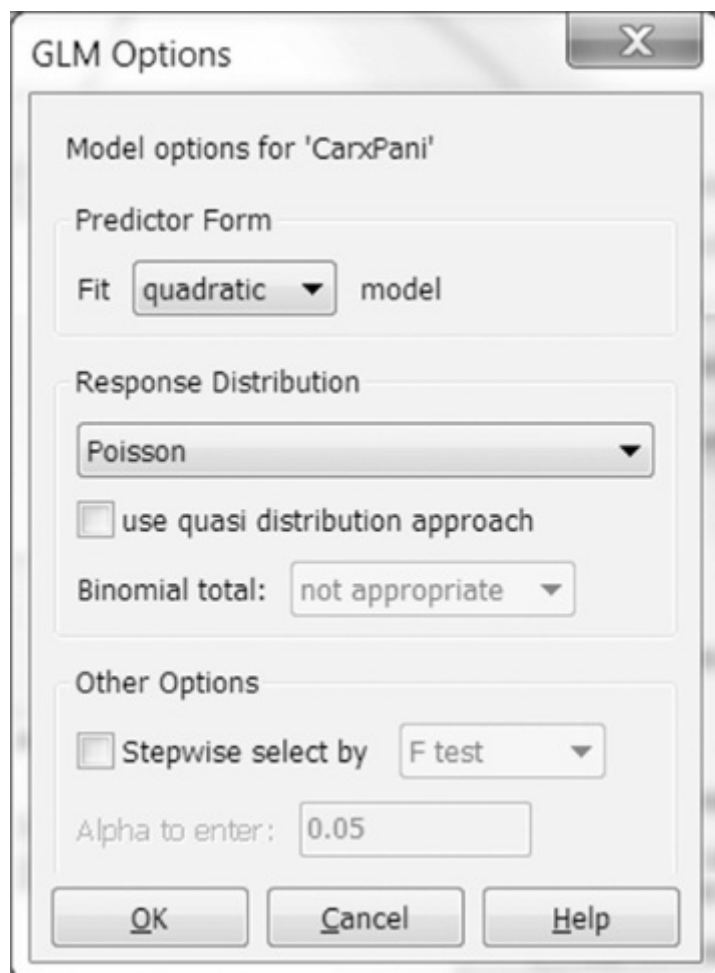 GLM Options
Model options for 'CarxPani'
Predictor Form
Fit quadratic model
Response Distribution
Poisson
use quasi distribution approach
Binomial total: not appropriate
Other Options
Stepwise select by F test
Alpha to enter: 0.05
OK Cancel Help